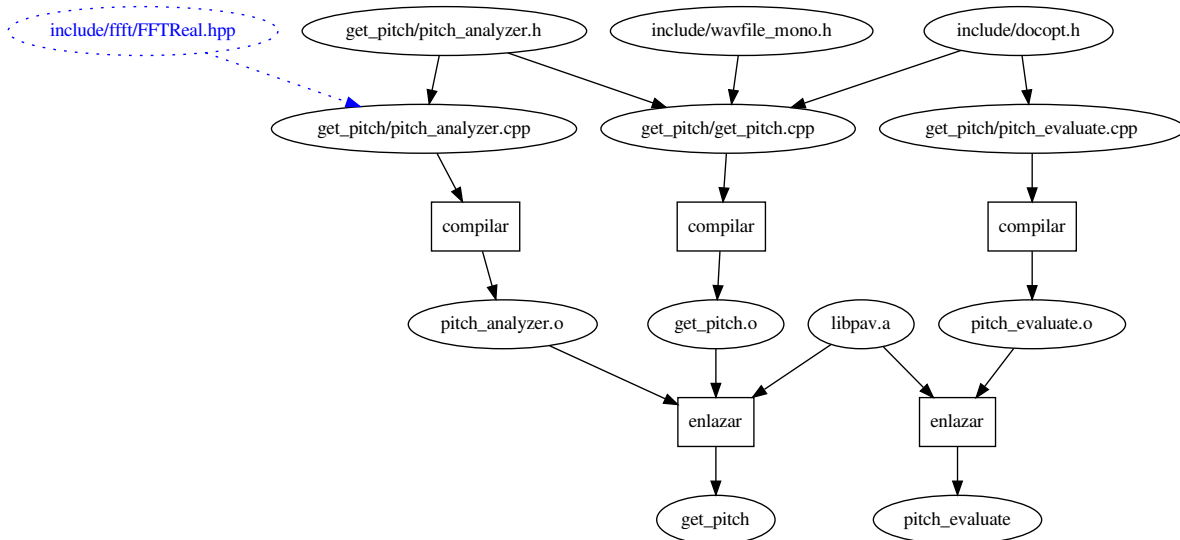 include/ffft/FFTReal.hpp
get_pitch/pitch_analyzer.h
include/wavfile_mono.h
include/docopt.h
get_pitch/pitch_analyzer.cpp
get_pitch/get_pitch.cpp
get_pitch/pitch_evaluate.cpp
compilar
compilar
compilar
pitch_analyzer.o
get_pitch.o
libpav.a
pitch_evaluate.o
enlazar
enlazar
get_pitch
pitch_evaluate